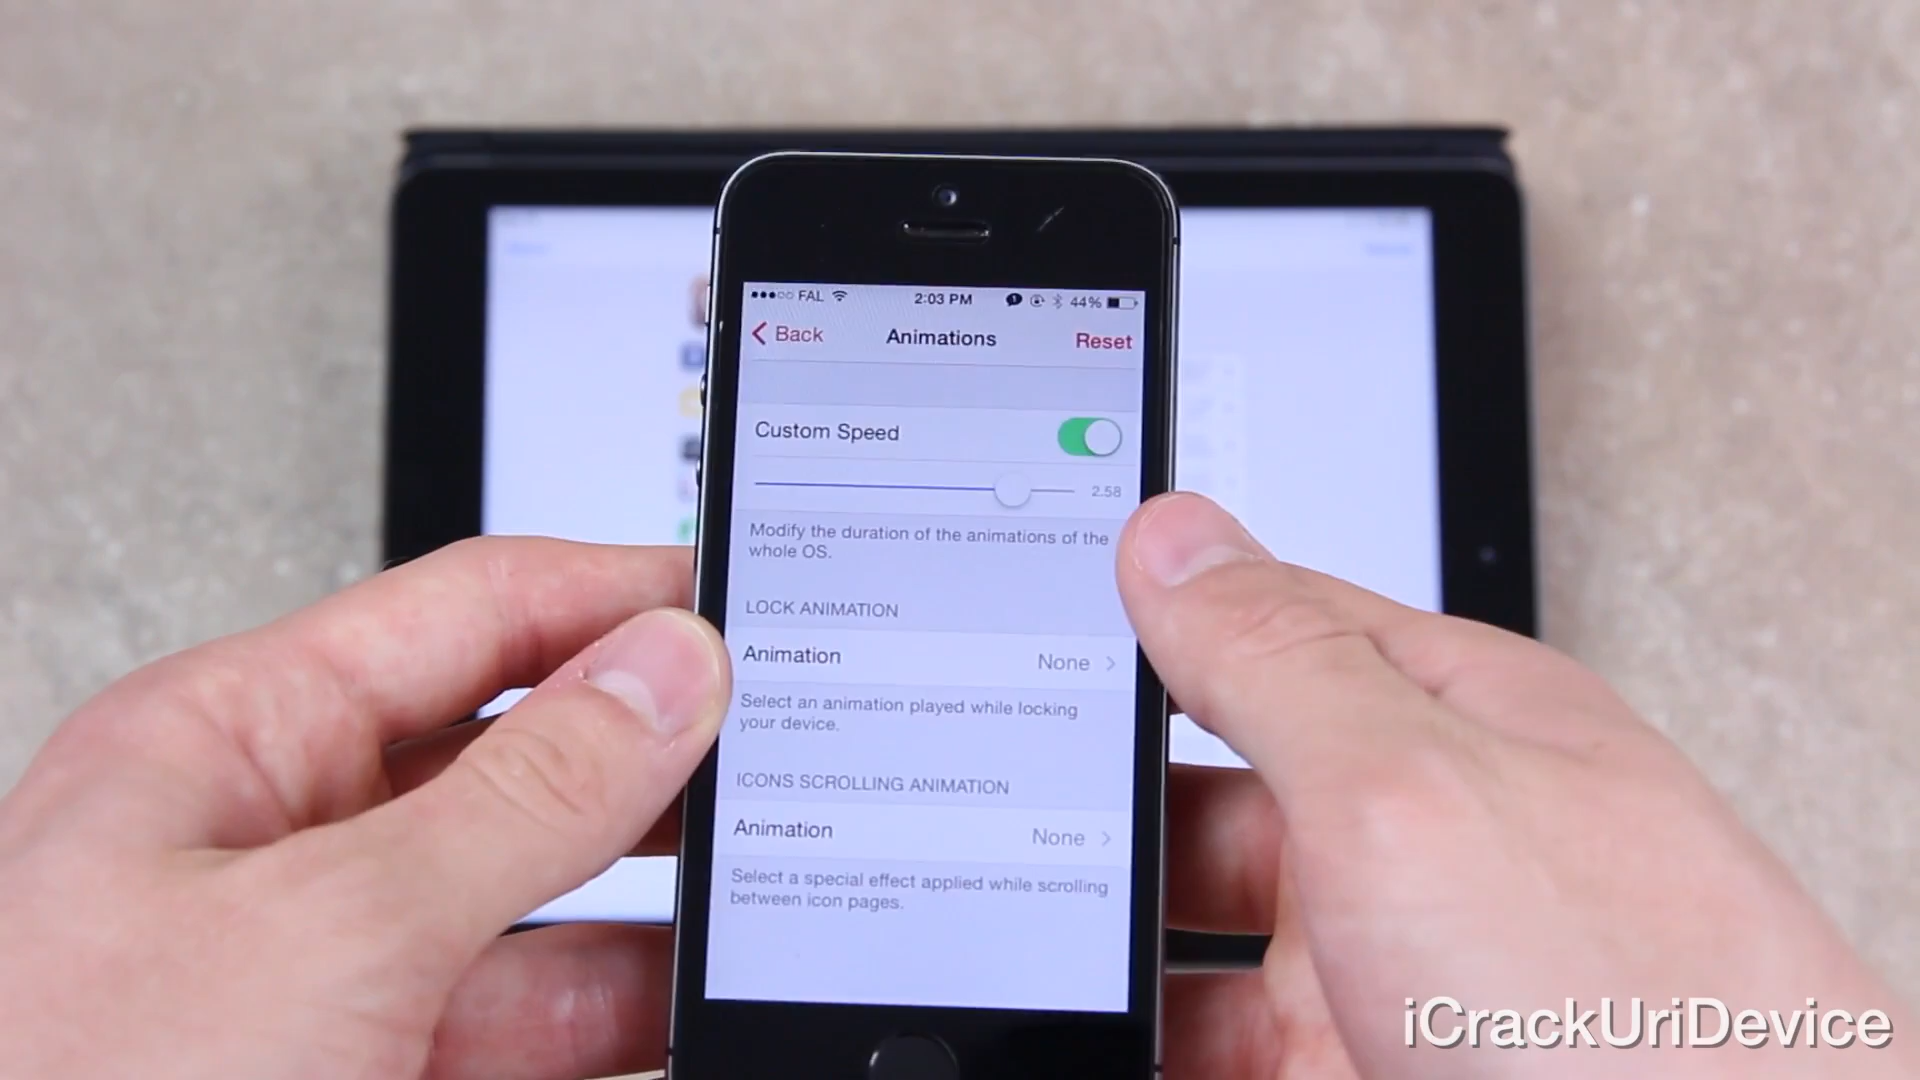 FAL 2:03 PM 44%
Back Animations Reset
Custom Speed
2.58
Modify the duration of the animations of the
whole OS.
LOCK ANIMATION
Animation None
Select an animation played while locking
your device.
ICONS SCROLLING ANIMATION
Animation None
Select a special effect applied while scrolling
between icon pages.
iCrackUriDevice